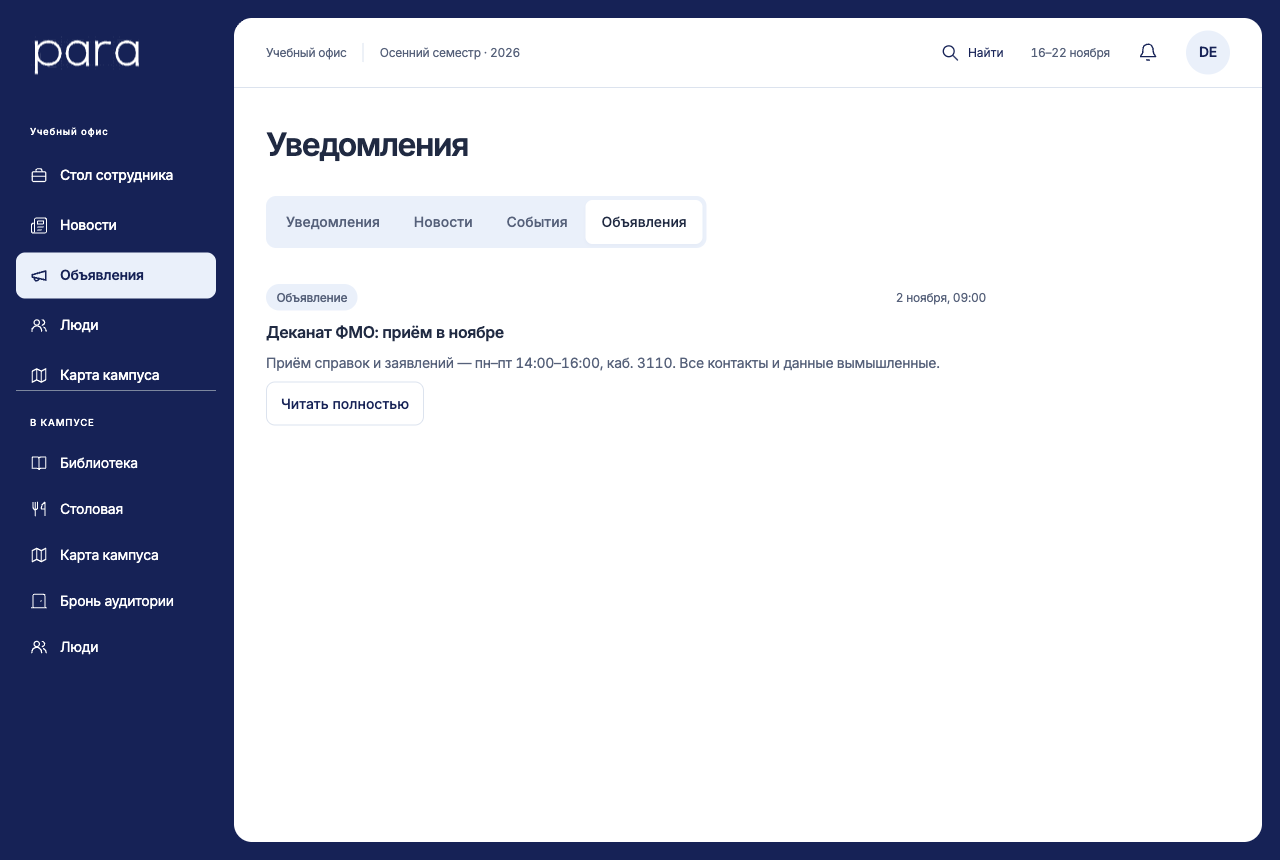 para
Учебный офис
Стол сотрудника
Новости
Объявления
Люди
Карта кампуса
В КАМПУСЕ
Библиотека
Столовая
Карта кампуса
Бронь аудитории
Люди
Учебный офис
Осенний семестр · 2026
Найти
16–22 ноября
DE
Уведомления
Уведомления
Новости
События
Объявления
Объявление
2 ноября, 09:00
Деканат ФМО: приём в ноябре
Приём справок и заявлений — пн–пт 14:00–16:00, каб. 3110. Все контакты и данные вымышленные.
Читать полностью